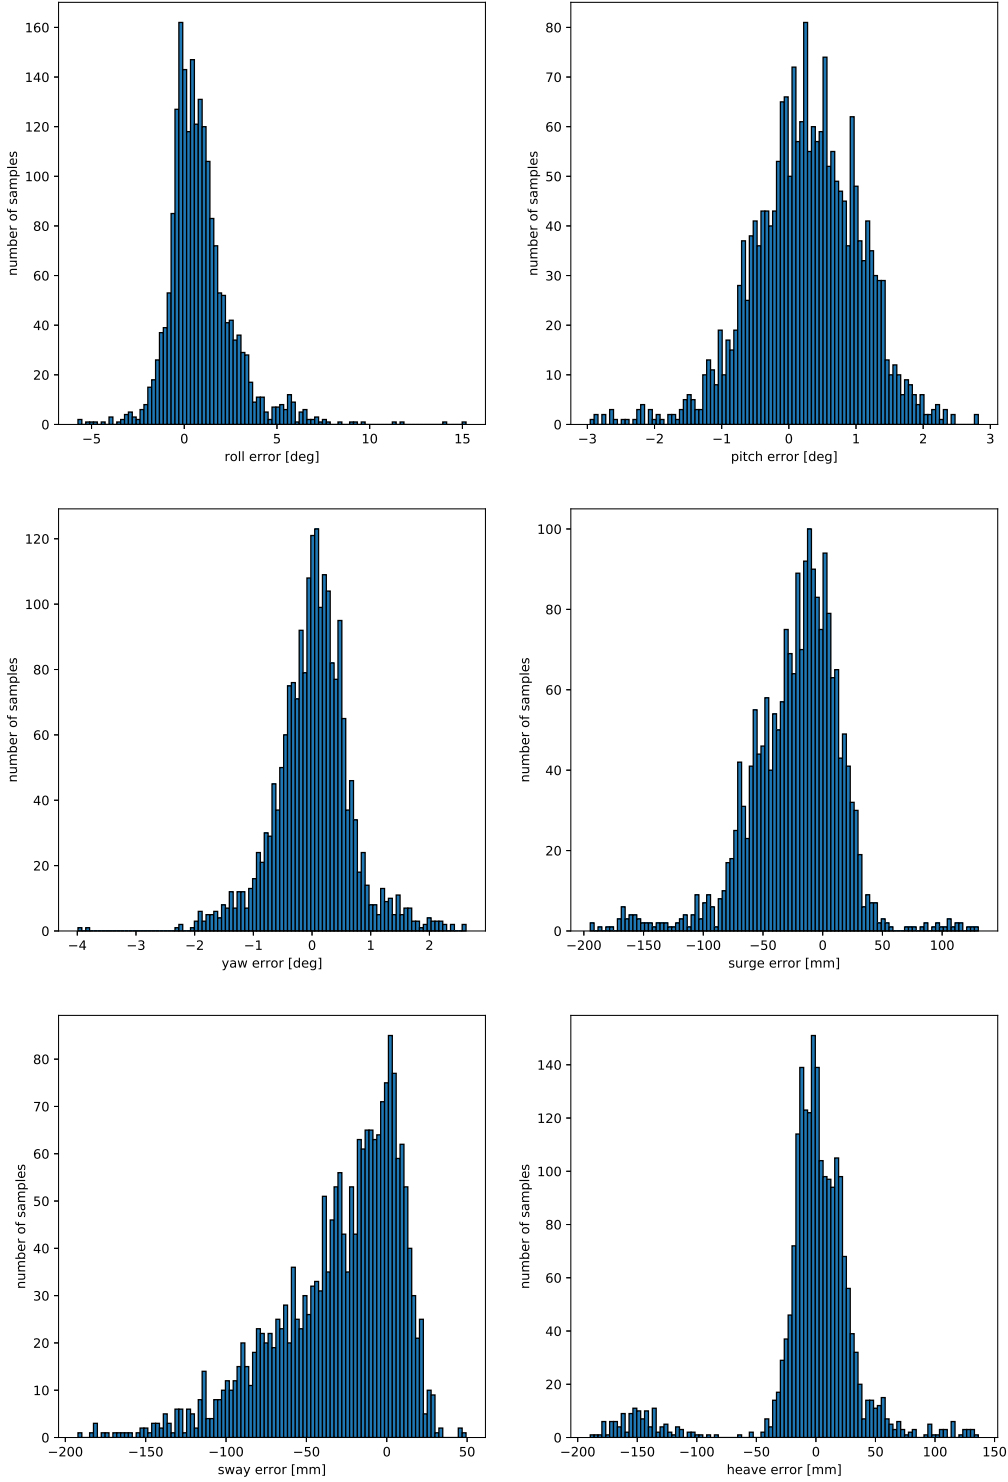 160
140
120
100
80
60
40
20
0
−5 0 5 10 15
roll error [deg]
number of samples
80
70
60
50
40
30
20
10
0
−3 −2 −1 0 1 2 3
pitch error [deg]
number of samples
120
100
80
60
40
20
0
−4 −3 −2 −1 0 1 2
yaw error [deg]
number of samples
100
80
60
40
20
0
−200 −150 −100 −50 0 50 100
surge error [mm]
number of samples
80
70
60
50
40
30
20
10
0
−200 −150 −100 −50 0 50
sway error [mm]
number of samples
140
120
100
80
60
40
20
0
−200 −150 −100 −50 0 50 100 150
heave error [mm]
number of samples